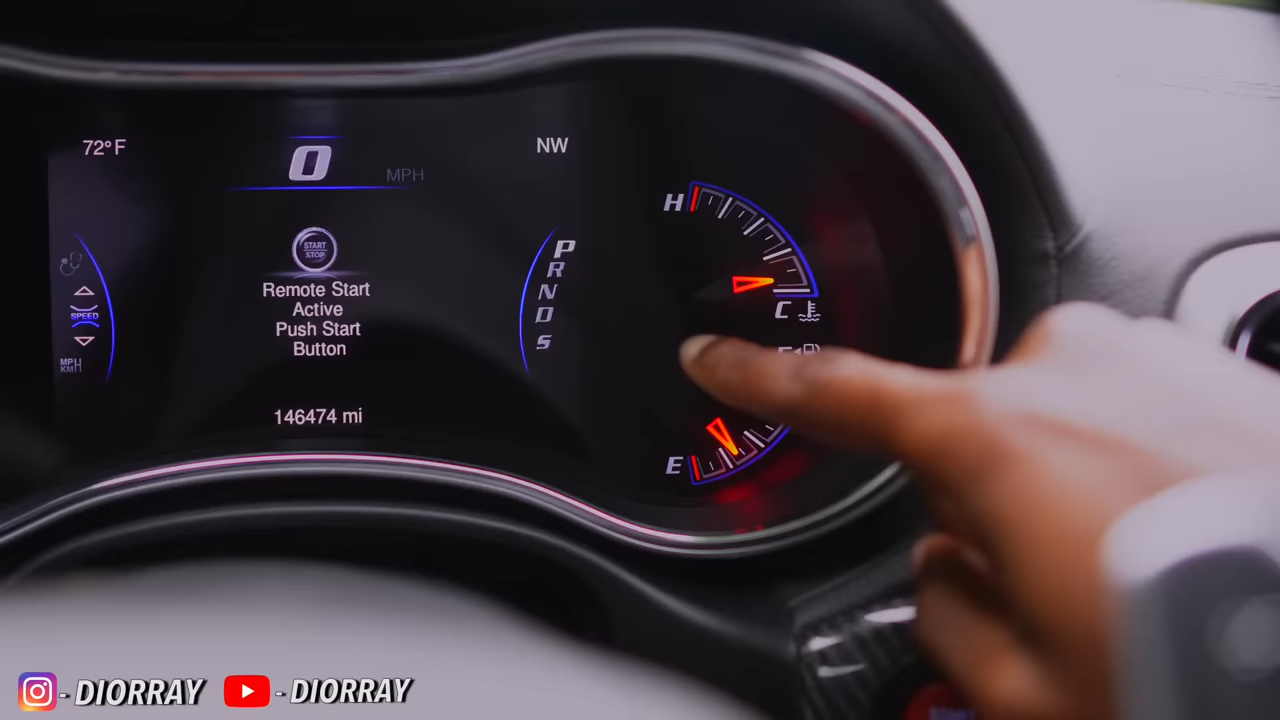 72°F
0
MPH
NW
START
STOP
Remote Start
Active
Push Start
Button
P
R
N
D
S
SPEED
MPH
KM/H
146474 mi
H
C
E
- DIORRAY
- DIORRAY